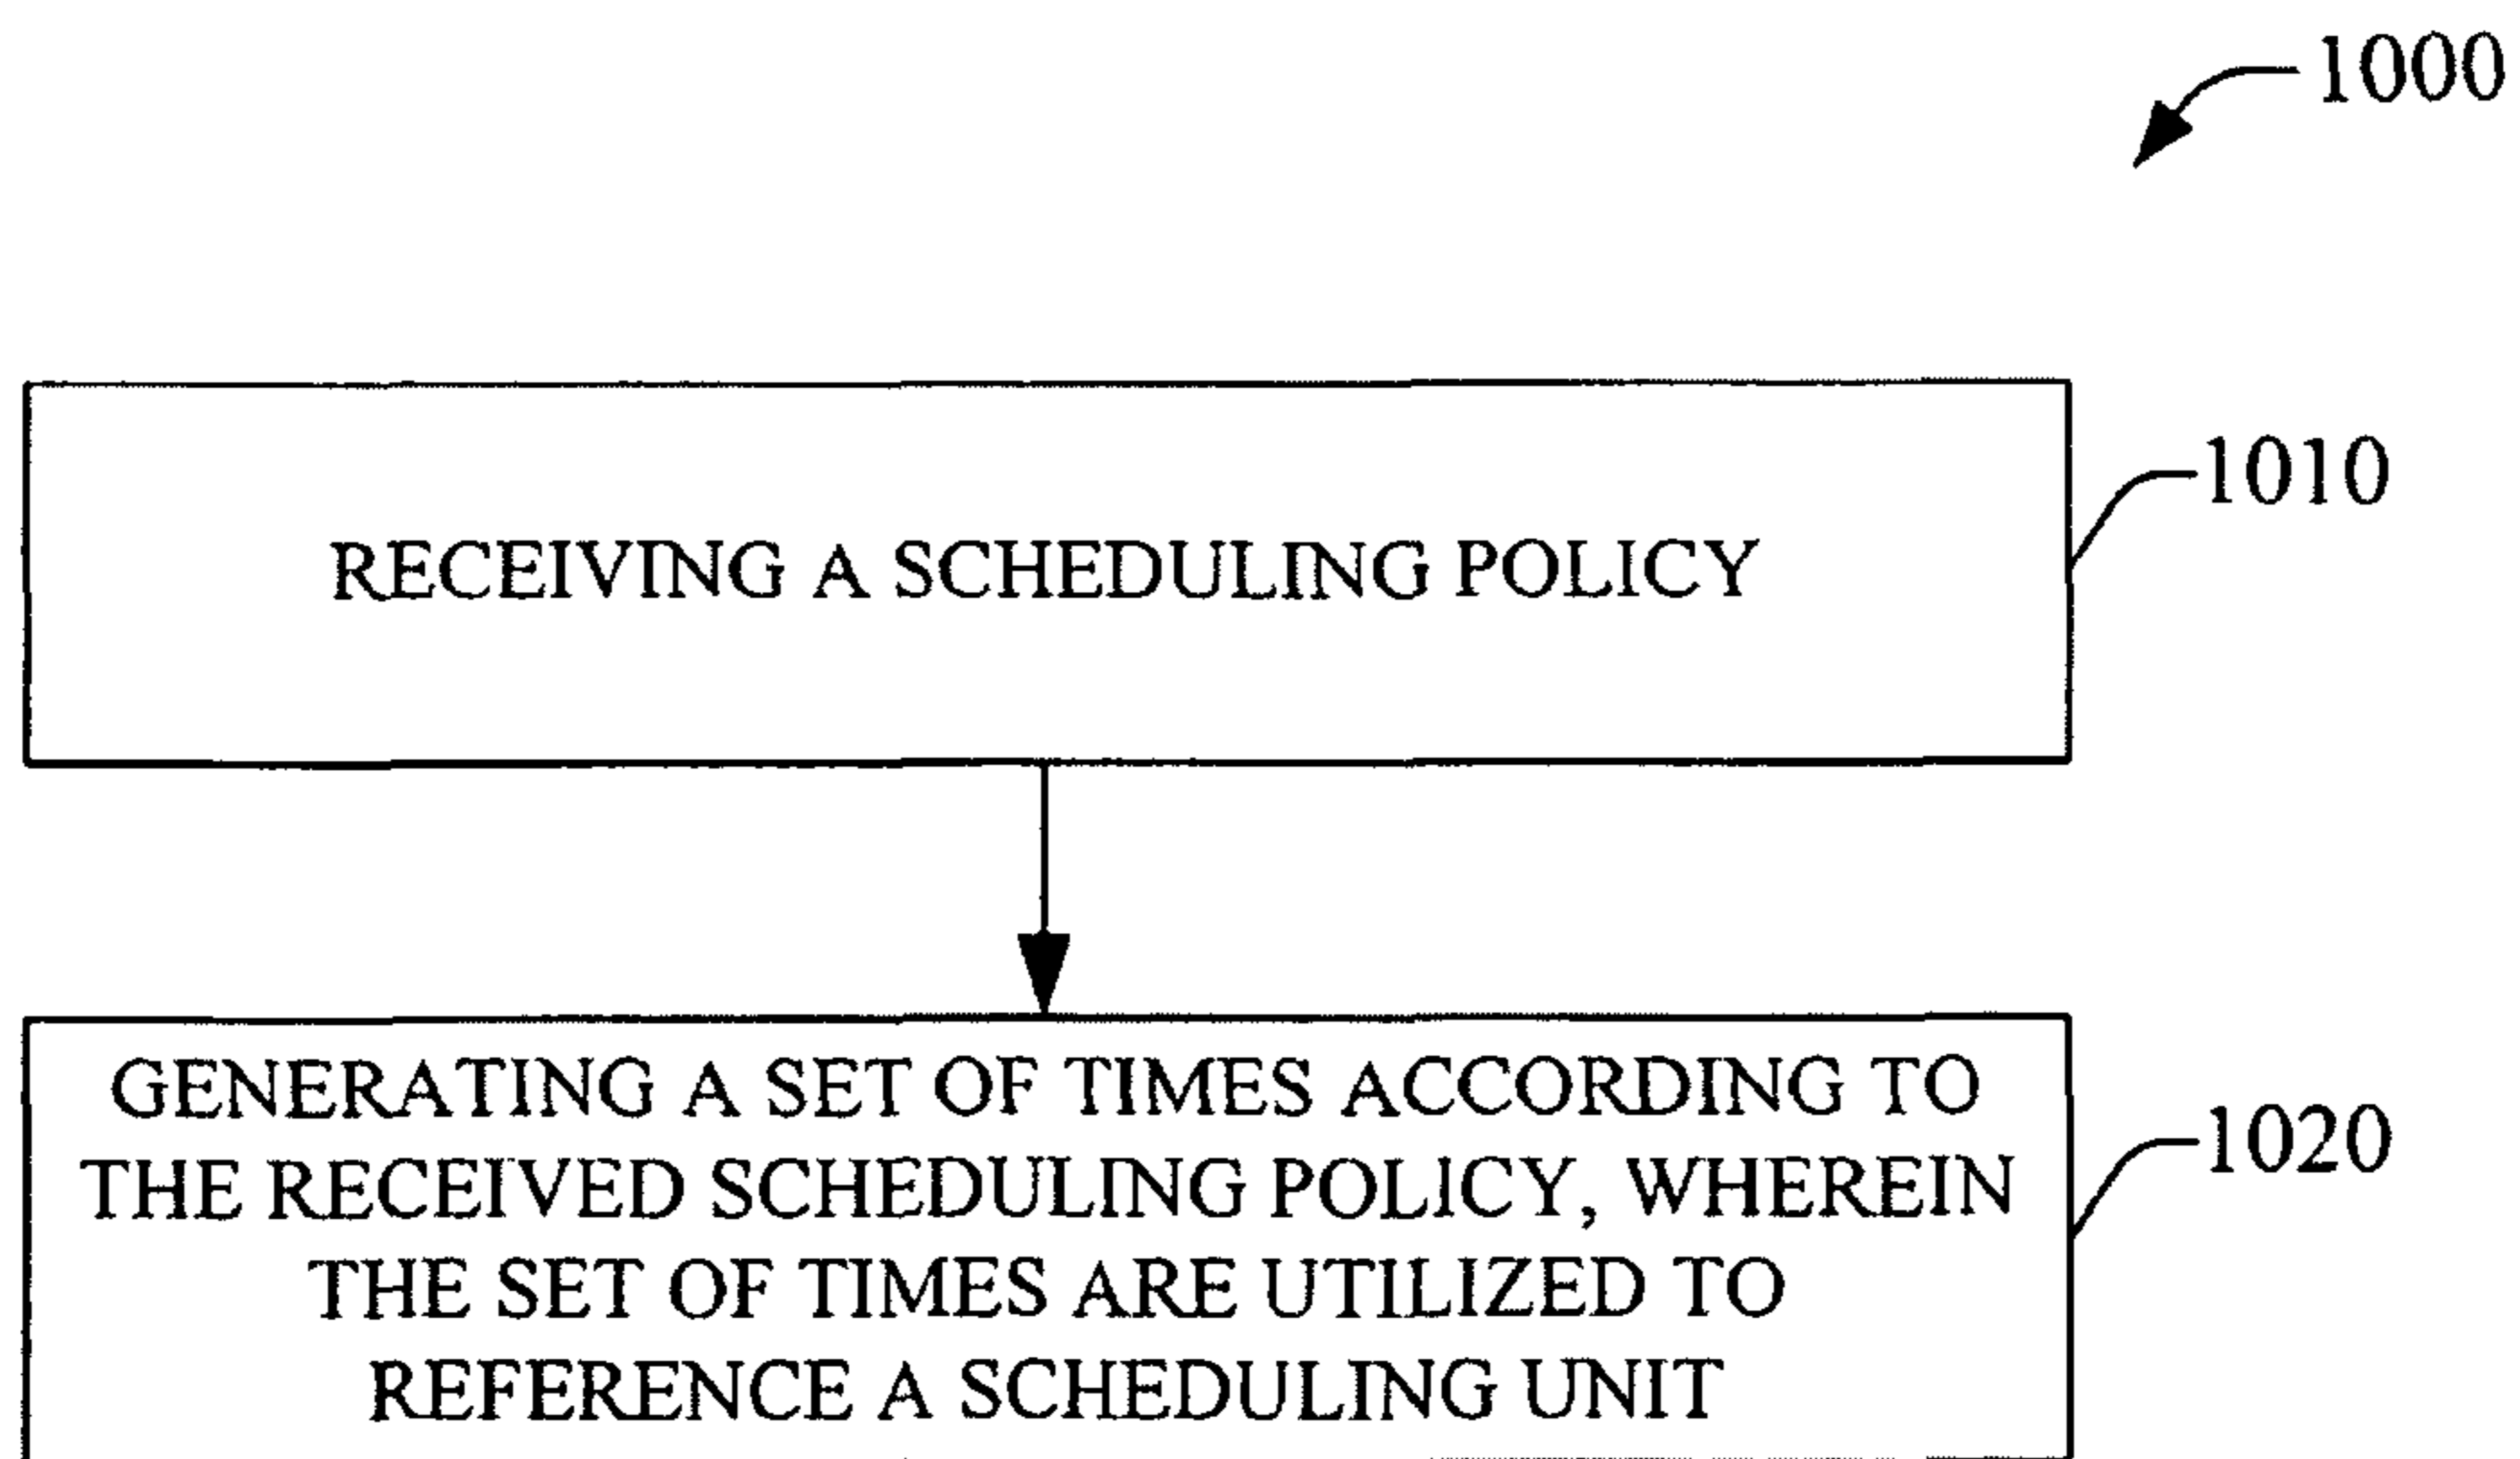 1000
1010
RECEIVING A SCHEDULING POLICY
GENERATING A SET OF TIMES ACCORDING TO
1020
THE RECEIVED SCHEDULING POLICY, WHEREIN
THE SET OF TIMES ARE UTILIZED TO
REFERENCE A SCHEDULING UNIT